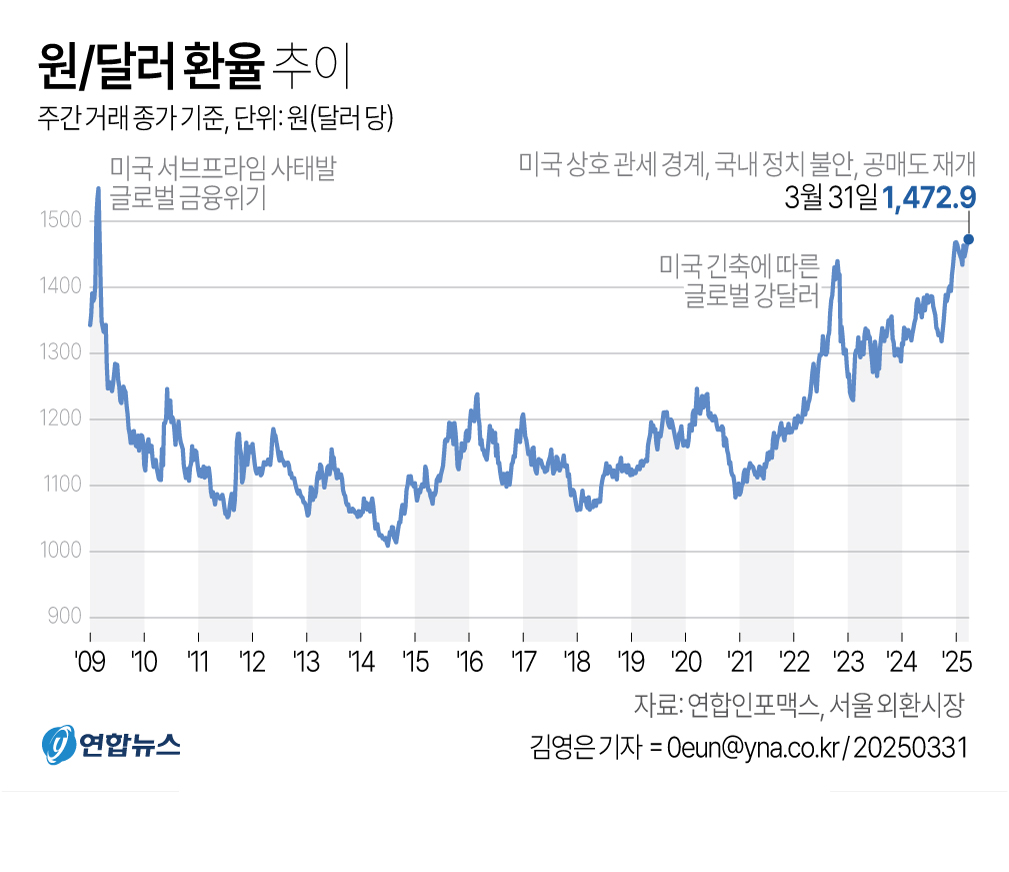 원/달러 환율 추이
주간 거래 종가 기준, 단위: 원(달러 당)
미국 서브프라임 사태발
글로벌 금융위기
미국 상호 관세 경계, 국내 정치 불안, 공매도 재개
3월 31일 1,472.9
미국 긴축에 따른
글로벌 강달러
1500
1400
1300
1200
1100
1000
900
'09 '10 '11 '12 '13 '14 '15 '16 '17 '18 '19 '20 '21 '22 '23 '24 '25
자료: 연합인포맥스, 서울 외환시장
연합뉴스
김영은 기자 = 0eun@yna.co.kr / 20250331